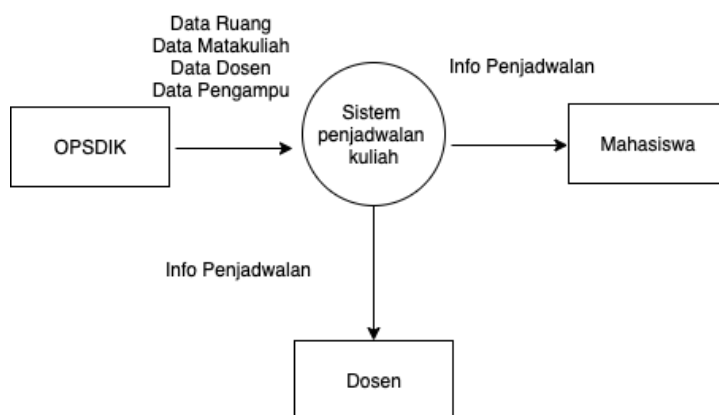 Data Ruang
Data Matakuliah
Data Dosen
Data Pengampu
Info Penjadwalan
OPSDIK
Sistem
penjadwalan
kuliah
Mahasiswa
Info Penjadwalan
Dosen